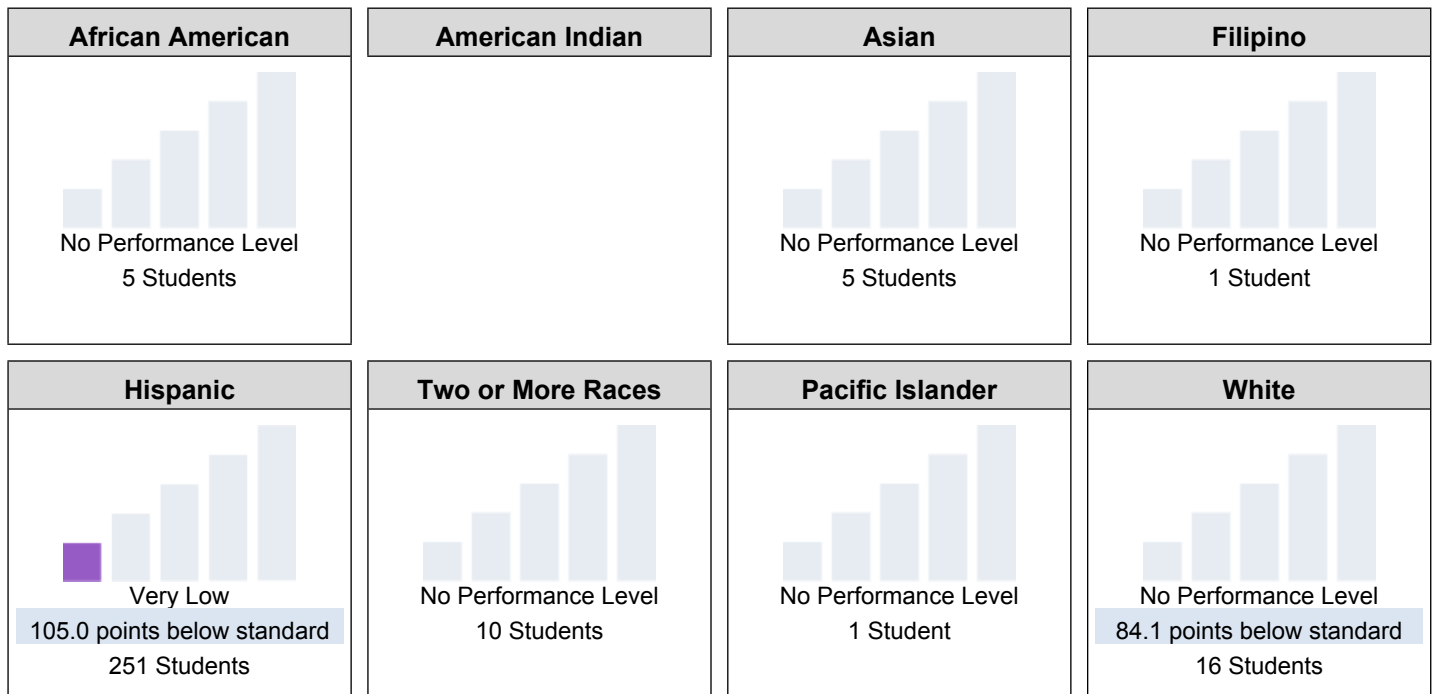 African American
No Performance Level
5 Students
American Indian
Asian
No Performance Level
5 Students
Filipino
No Performance Level
1 Student
Hispanic
Very Low
105.0 points below standard
251 Students
Two or More Races
No Performance Level
10 Students
Pacific Islander
No Performance Level
1 Student
White
No Performance Level
84.1 points below standard
16 Students